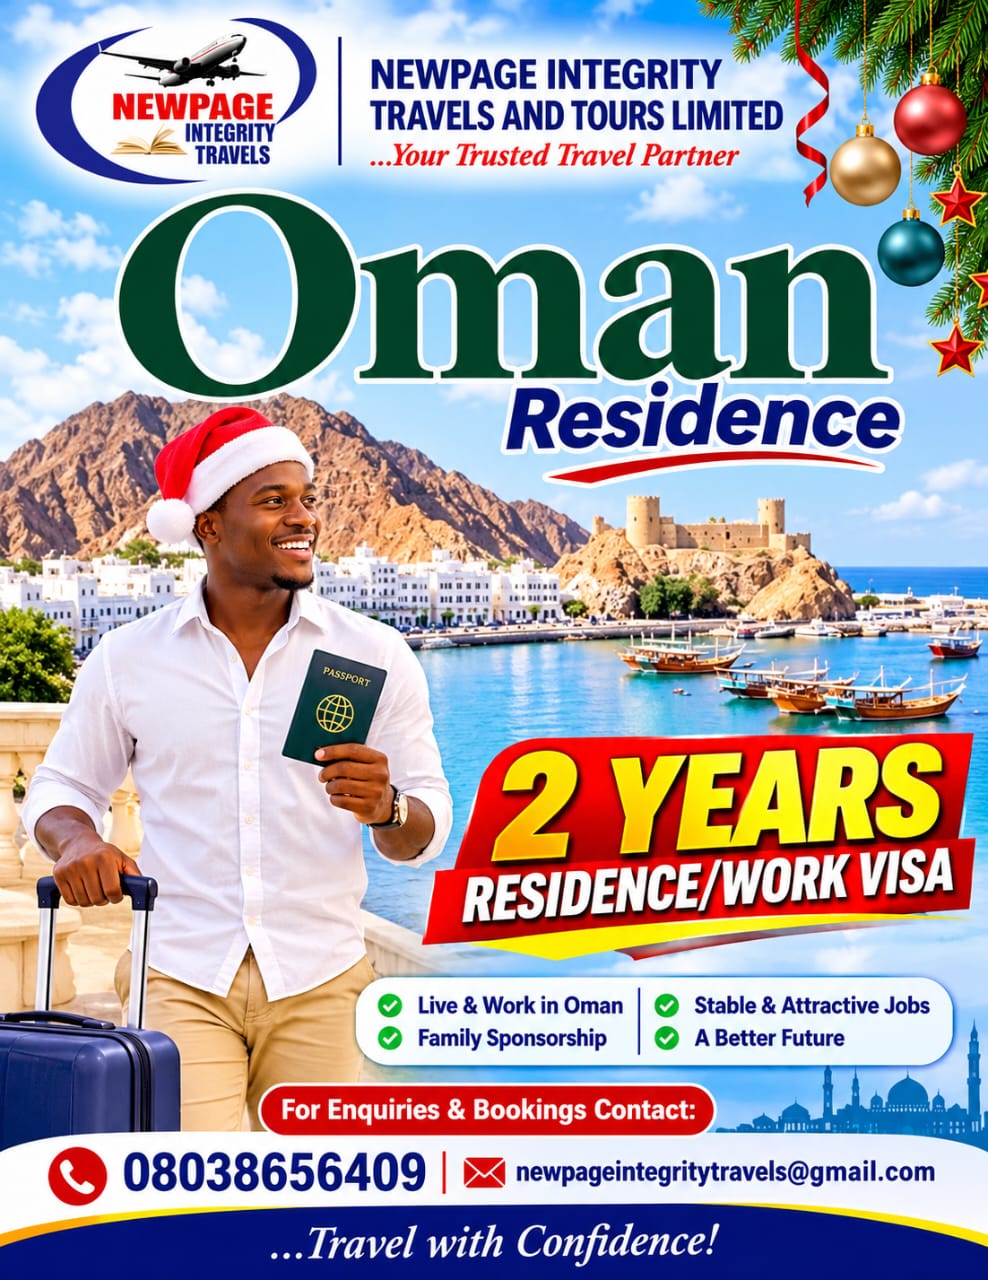 NEWPAGE
INTEGRITY
TRAVELS
NEWPAGE INTEGRITY
TRAVELS AND TOURS LIMITED
...Your Trusted Travel Partner
Oman
Residence
PASSPORT
2 YEARS
RESIDENCE/WORK VISA
Live & Work in Oman
Family Sponsorship
Stable & Attractive Jobs
A Better Future
For Enquiries & Bookings Contact:
08038656409
newpageintegritytravels@gmail.com
...Travel with Confidence!